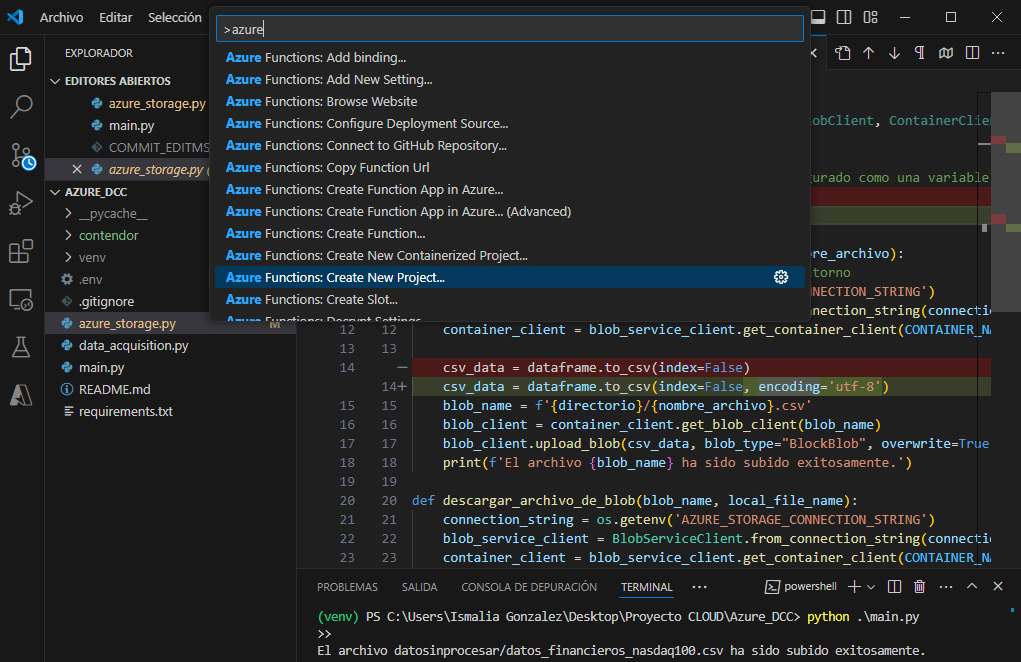 Archivo Editar Selección
>azure
Azure Functions: Add binding...
Azure Functions: Add New Setting...
Azure Functions: Browse Website
Azure Functions: Configure Deployment Source...
Azure Functions: Connect to GitHub Repository...
Azure Functions: Copy Function Url
Azure Functions: Create Function App in Azure...
Azure Functions: Create Function App in Azure... (Advanced)
Azure Functions: Create Function...
Azure Functions: Create New Containerized Project...
Azure Functions: Create New Project...
Azure Functions: Create Slot...
Azure Functions: Decrypt Settings
EXPLORADOR
EDITORES ABIERTOS
azure_storage.py
main.py
COMMIT_EDITMS
azure_storage.py (
AZURE_DCC
__pycache__
contendor
venv
.env
.gitignore
azure_storage.py M
data_acquisition.py
main.py
README.md
requirements.txt
obClient, ContainerClie
urado como una variable
re_archivo):
torno
NNECTION_STRING')
nnection_string(connecti
12 12 container_client = blob_service_client.get_container_client(CONTAINER_NA
13 13
14 — csv_data = dataframe.to_csv(index=False)
14+ csv_data = dataframe.to_csv(index=False, encoding='utf-8')
15 15 blob_name = f'{directorio}/{nombre_archivo}.csv'
16 16 blob_client = container_client.get_blob_client(blob_name)
17 17 blob_client.upload_blob(csv_data, blob_type="BlockBlob", overwrite=True
18 18 print(f'El archivo {blob_name} ha sido subido exitosamente.')
19 19
20 20 def descargar_archivo_de_blob(blob_name, local_file_name):
21 21 connection_string = os.getenv('AZURE_STORAGE_CONNECTION_STRING')
22 22 blob_service_client = BlobServiceClient.from_connection_string(connecti
23 23 container_client = blob_service_client.get_container_client(CONTAINER_NA
PROBLEMAS SALIDA CONSOLA DE DEPURACIÓN TERMINAL ··· powershell
(venv) PS C:\Users\Ismalia Gonzalez\Desktop\Proyecto CLOUD\Azure_DCC> python .\main.py
>>
El archivo datosinprocesar/datos_financieros_nasdaq100.csv ha sido subido exitosamente.